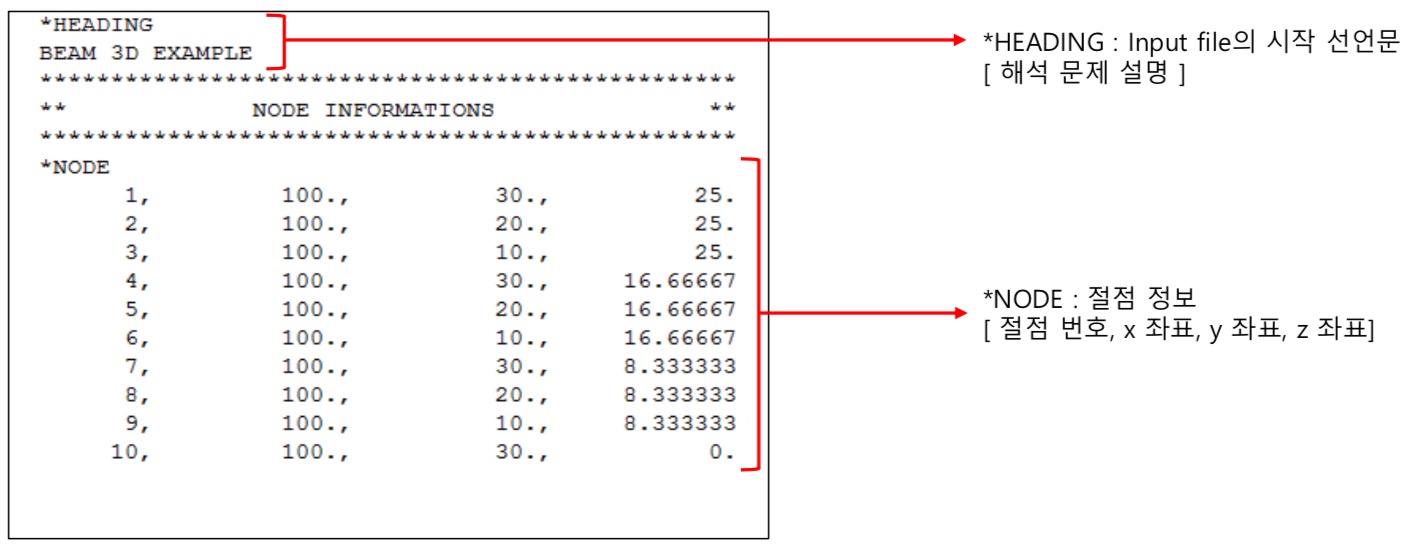 *HEADING
BEAM 3D EXAMPLE
*************************************************
** NODE INFORMATIONS **
*************************************************
*NODE
1, 100., 30., 25.
2, 100., 20., 25.
3, 100., 10., 25.
4, 100., 30., 16.66667
5, 100., 20., 16.66667
6, 100., 10., 16.66667
7, 100., 30., 8.333333
8, 100., 20., 8.333333
9, 100., 10., 8.333333
10, 100., 30., 0.
*HEADING : Input file의 시작 선언문
[ 해석 문제 설명 ]
*NODE : 절점 정보
[ 절점 번호, x 좌표, y 좌표, z 좌표]